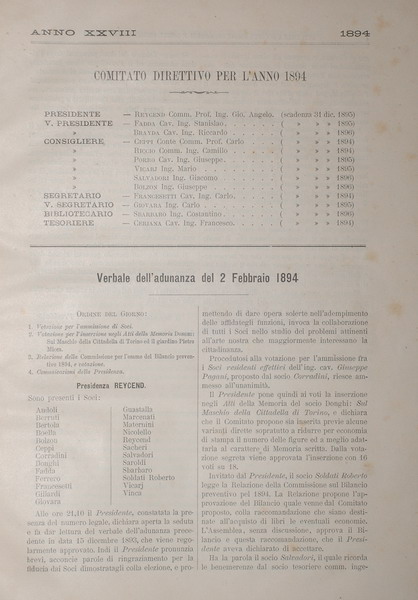 ANNO XXVIII 1894
COMITATO DIRETTIVO PER L'ANNO 1894
PRESIDENTE — REYCEND Comm. Prof. Ing. Gio. Angelo. (scadenza 31 dic. 1895)
V. PRESIDENTE — FADDA Cav. Ing. Stanislao. . . . . . ( » » » 1895)
» — BRAYDA Cav. Ing. Riccardo . . . . . . ( » » » 1896)
CONSIGLIERE, — CEPPI Conte Comm. Prof. Carlo . . . . ( » » » 1894)
» — RICCIO Comm. Ing. Camillo . . . . . . ( » » » 1894)
» — Cav. Ing. Giuseppe. . . . . . ( » » » 1895)
» — VICARJ Ing. Mario . . . . . . ( » » » 1895)
» — SALVADORI Ing. Giacomo . . . . . . ( » » » 1896)
» — BOLZON Ing. Giuseppe . . . . . . ( » » » 1896)
SEGRETARIO — FRANCESETTI Cav. Ing. Carlo. . . . . . ( » » » 1894)
V. SEGRETARIO — GIOVARA Ing. Carlo . . . . . . ( » » » 1895)
BIBLIOTECARIO — SBARBARO Ing. Costantino . . . . . . ( » » » 1896)
TESORIERE — CERIANA Cav. Ing. Francesco. . . . . . ( » » » 1894)
Verbale dell'adunanza del 2 Febbraio 1894
ORDINE DEL GIORNO:
1. Votazione per l'ammissione di Soci.
2. Votazione per l'inserzione negli Atti della Memoria DONGHI:
Sul Maschio della Cittadella di Torino ed il giardino Pietro
Micca.
3. Relazione della Commissione per l'esame del Bilancio preven-
tivo 1894, e votazione.
4. Comunicazioni della Presidenza.
Presidenza REYCEND.
Sono presenti i Soci:
Andoli
Berruti
Bertola
Boella
Bolzon
Ceppi
Corradini
Donghi
Fadda
Ferrero
Francesetti
Giliardi
Giovara
Guastalla
Marcenati
Maternini
Nicolello
Reycend
Sacheri
Salvadori
Saroldi
Sbarbaro
Soldati Roberto
Vicarj
Vinca
Alle ore 21,10 il Presidente, constatata la pre-
senza del numero legale, dichiara aperta la seduta
e fa dar lettura del verbale dell'adunanza prece-
dente in data 15 dicembre 1893, che viene rego-
larmente approvato. Indi il Presidente pronunzia
brevi, acconcie parole di ringraziamento per la
fiducia dai Soci dimostratagli colla elezione, e pro-
mettendo di dare opera solerte nell'adempimento
delle affidategli funzioni, invoca la collaborazione
di tutti i Soci nello studio dei problemi attinenti
all'arte nostra che maggiormente interessano la
cittadinanza.
Procedutosi alla votazione per l'ammissione fra
i Soci residenti effettivi dell'ing. cav. Giuseppe
Pagani, proposto dal socio Corradini, riesce am-
messo all'unanimità.
Il Presidente pone quindi ai voti la inserzione
negli Atti della Memoria del socio Donghi: Sul
Maschio della Cittadella di Torino, e dichiara
che il Comitato propone sia inserta previe alcune
varianti dirette sopratutto a ridurre per economia
di stampa il numero delle figure ed a meglio adat-
tarla al carattere di Memoria scritta. Dalla vota-
zione segreta viene approvata l'inserzione con 16
voti su 18.
Invitato dal Presidente, il socio Soldati Roberto
legge la Relazione della Commissione sul Bilancio
preventivo pel 1894. La Relazione propone l'ap-
provazione del Bilancio quale venne dal Comitato
proposto, colla raccomandazione che siano desti-
nate all'acquisto di libri le eventuali economie.
L'Assemblea, senza discussione, approva il Bi-
lancio e questa raccomandazione, che il Presi-
dente aveva dichiarato di accettare.
Ha la parola il socio Salvadori, il quale ricorda
le benemerenze dal socio tesoriere ingegnere comm. inge-